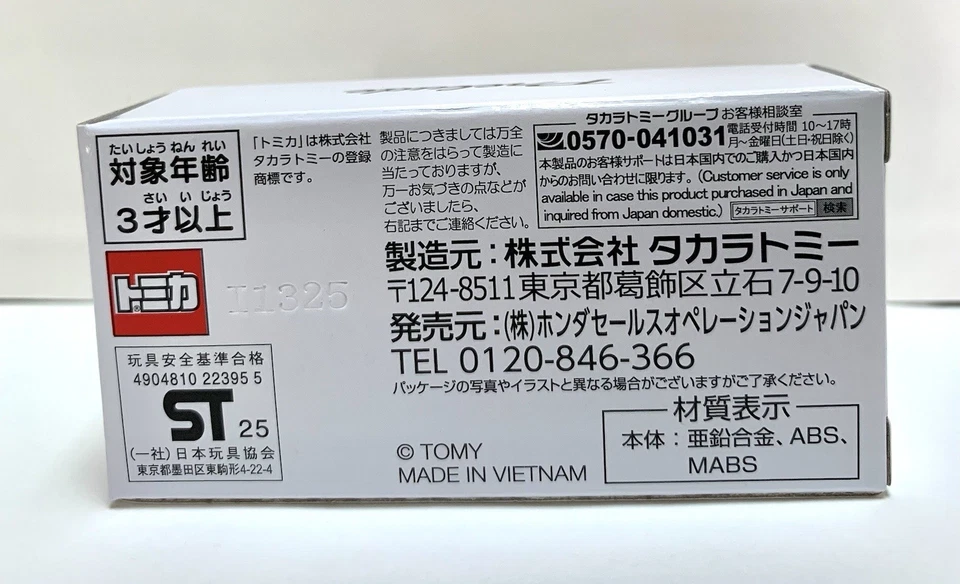 Prelude
たいしょう ねん れい
対象年齢
さい い じょう
3才以上
「トミカ」は株式会社
タカラトミーの登録
商標です。
製品につきましては万全
の注意をはらって製造に
当たっておりますが、
万一お気づきの点などが
ございましたら、
右記までご連絡ください。
タカラトミーグループお客様相談室
0570-041031
電話受付時間 10〜17時
月〜金曜日(土・日・祝日除く)
本製品のお客様サポートは日本国内でのご購入かつ日本国内
からのお問い合わせに限ります。(Customer service is only
available in case this product purchased in Japan and
inquired from Japan domestic.)
タカラトミーサポート 検索
製造元:株式会社 タカラトミー
〒124-8511東京都葛飾区立石7-9-10
発売元:(株)ホンダセールスオペレーションジャパン
TEL 0120-846-366
パッケージの写真やイラストと異なる場合がございますがご了承ください。
トミカ®
I1325
玩具安全基準合格
4904810 22395 5
ST 25
(一社)日本玩具協会
東京都墨田区東駒形4-22-4
© TOMY
MADE IN VIETNAM
材質表示
本体:亜鉛合金、ABS、
MABS